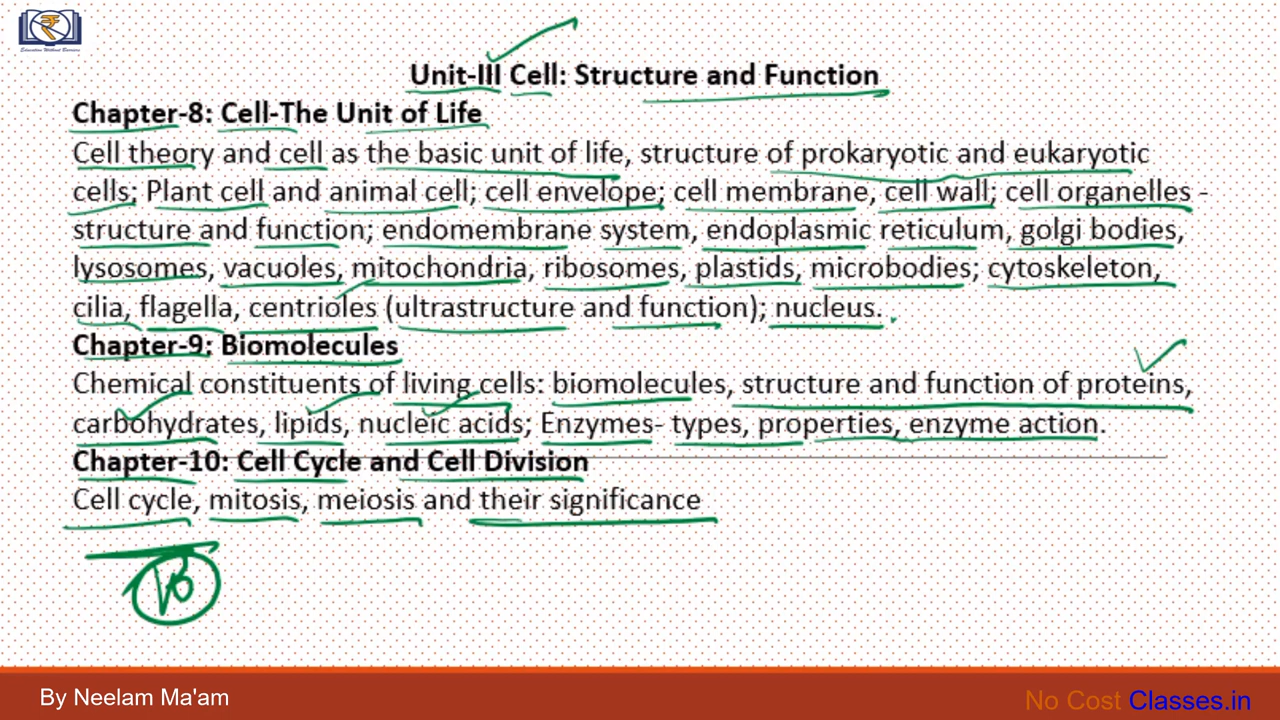 Education Without Barriers
Unit-III Cell: Structure and Function
Chapter-8: Cell-The Unit of Life
Cell theory and cell as the basic unit of life, structure of prokaryotic and eukaryotic
cells; Plant cell and animal cell; cell envelope; cell membrane, cell wall; cell organelles -
structure and function; endomembrane system, endoplasmic reticulum, golgi bodies,
lysosomes, vacuoles, mitochondria, ribosomes, plastids, microbodies; cytoskeleton,
cilia, flagella, centrioles (ultrastructure and function); nucleus.
Chapter-9: Biomolecules
Chemical constituents of living cells: biomolecules, structure and function of proteins,
carbohydrates, lipids, nucleic acids; Enzymes- types, properties, enzyme action.
Chapter-10: Cell Cycle and Cell Division
Cell cycle, mitosis, meiosis and their significance
By Neelam Ma'am
No Cost Classes.in